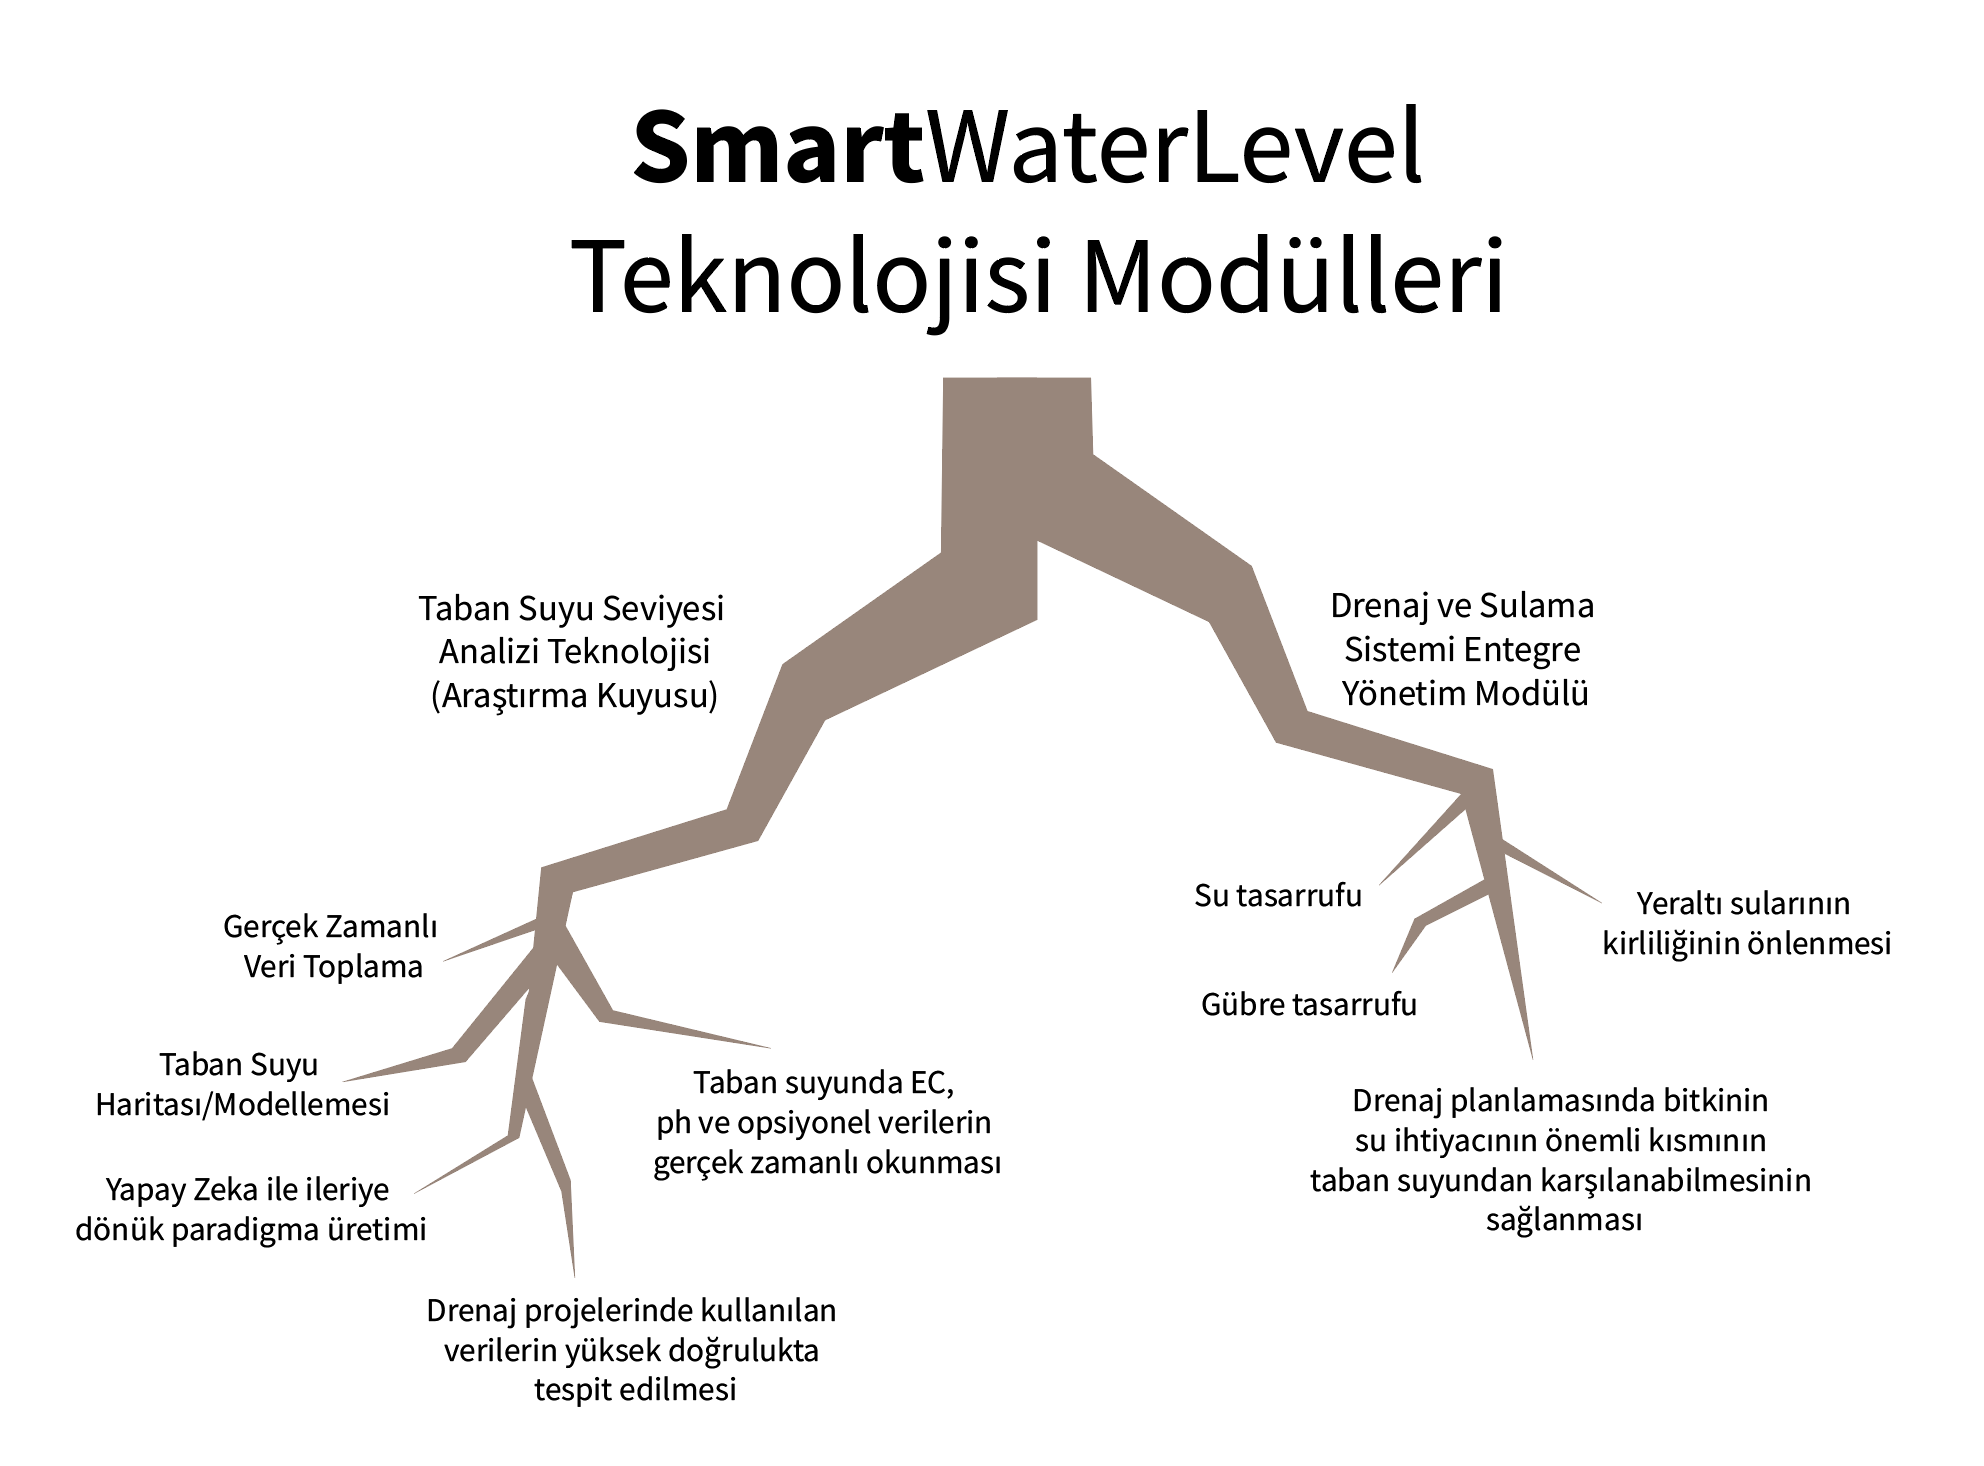 SmartWaterLevel
Teknolojisi Modülleri
Taban Suyu Seviyesi
Analizi Teknolojisi
(Araştırma Kuyusu)
Gerçek Zamanlı
Veri Toplama
Taban Suyu
Haritası/Modellemesi
Yapay Zeka ile ileriye
dönük paradigma üretimi
Drenaj projelerinde kullanılan
verilerin yüksek doğrulukta
tespit edilmesi
Taban suyunda EC,
ph ve opsiyonel verilerin
gerçek zamanlı okunması
Drenaj ve Sulama
Sistemi Entegre
Yönetim Modülü
Su tasarrufu
Gübre tasarrufu
Yeraltı sularının
kirliliğinin önlenmesi
Drenaj planlamasında bitkinin
su ihtiyacının önemli kısmının
taban suyundan karşılanabilmesinin
sağlanması